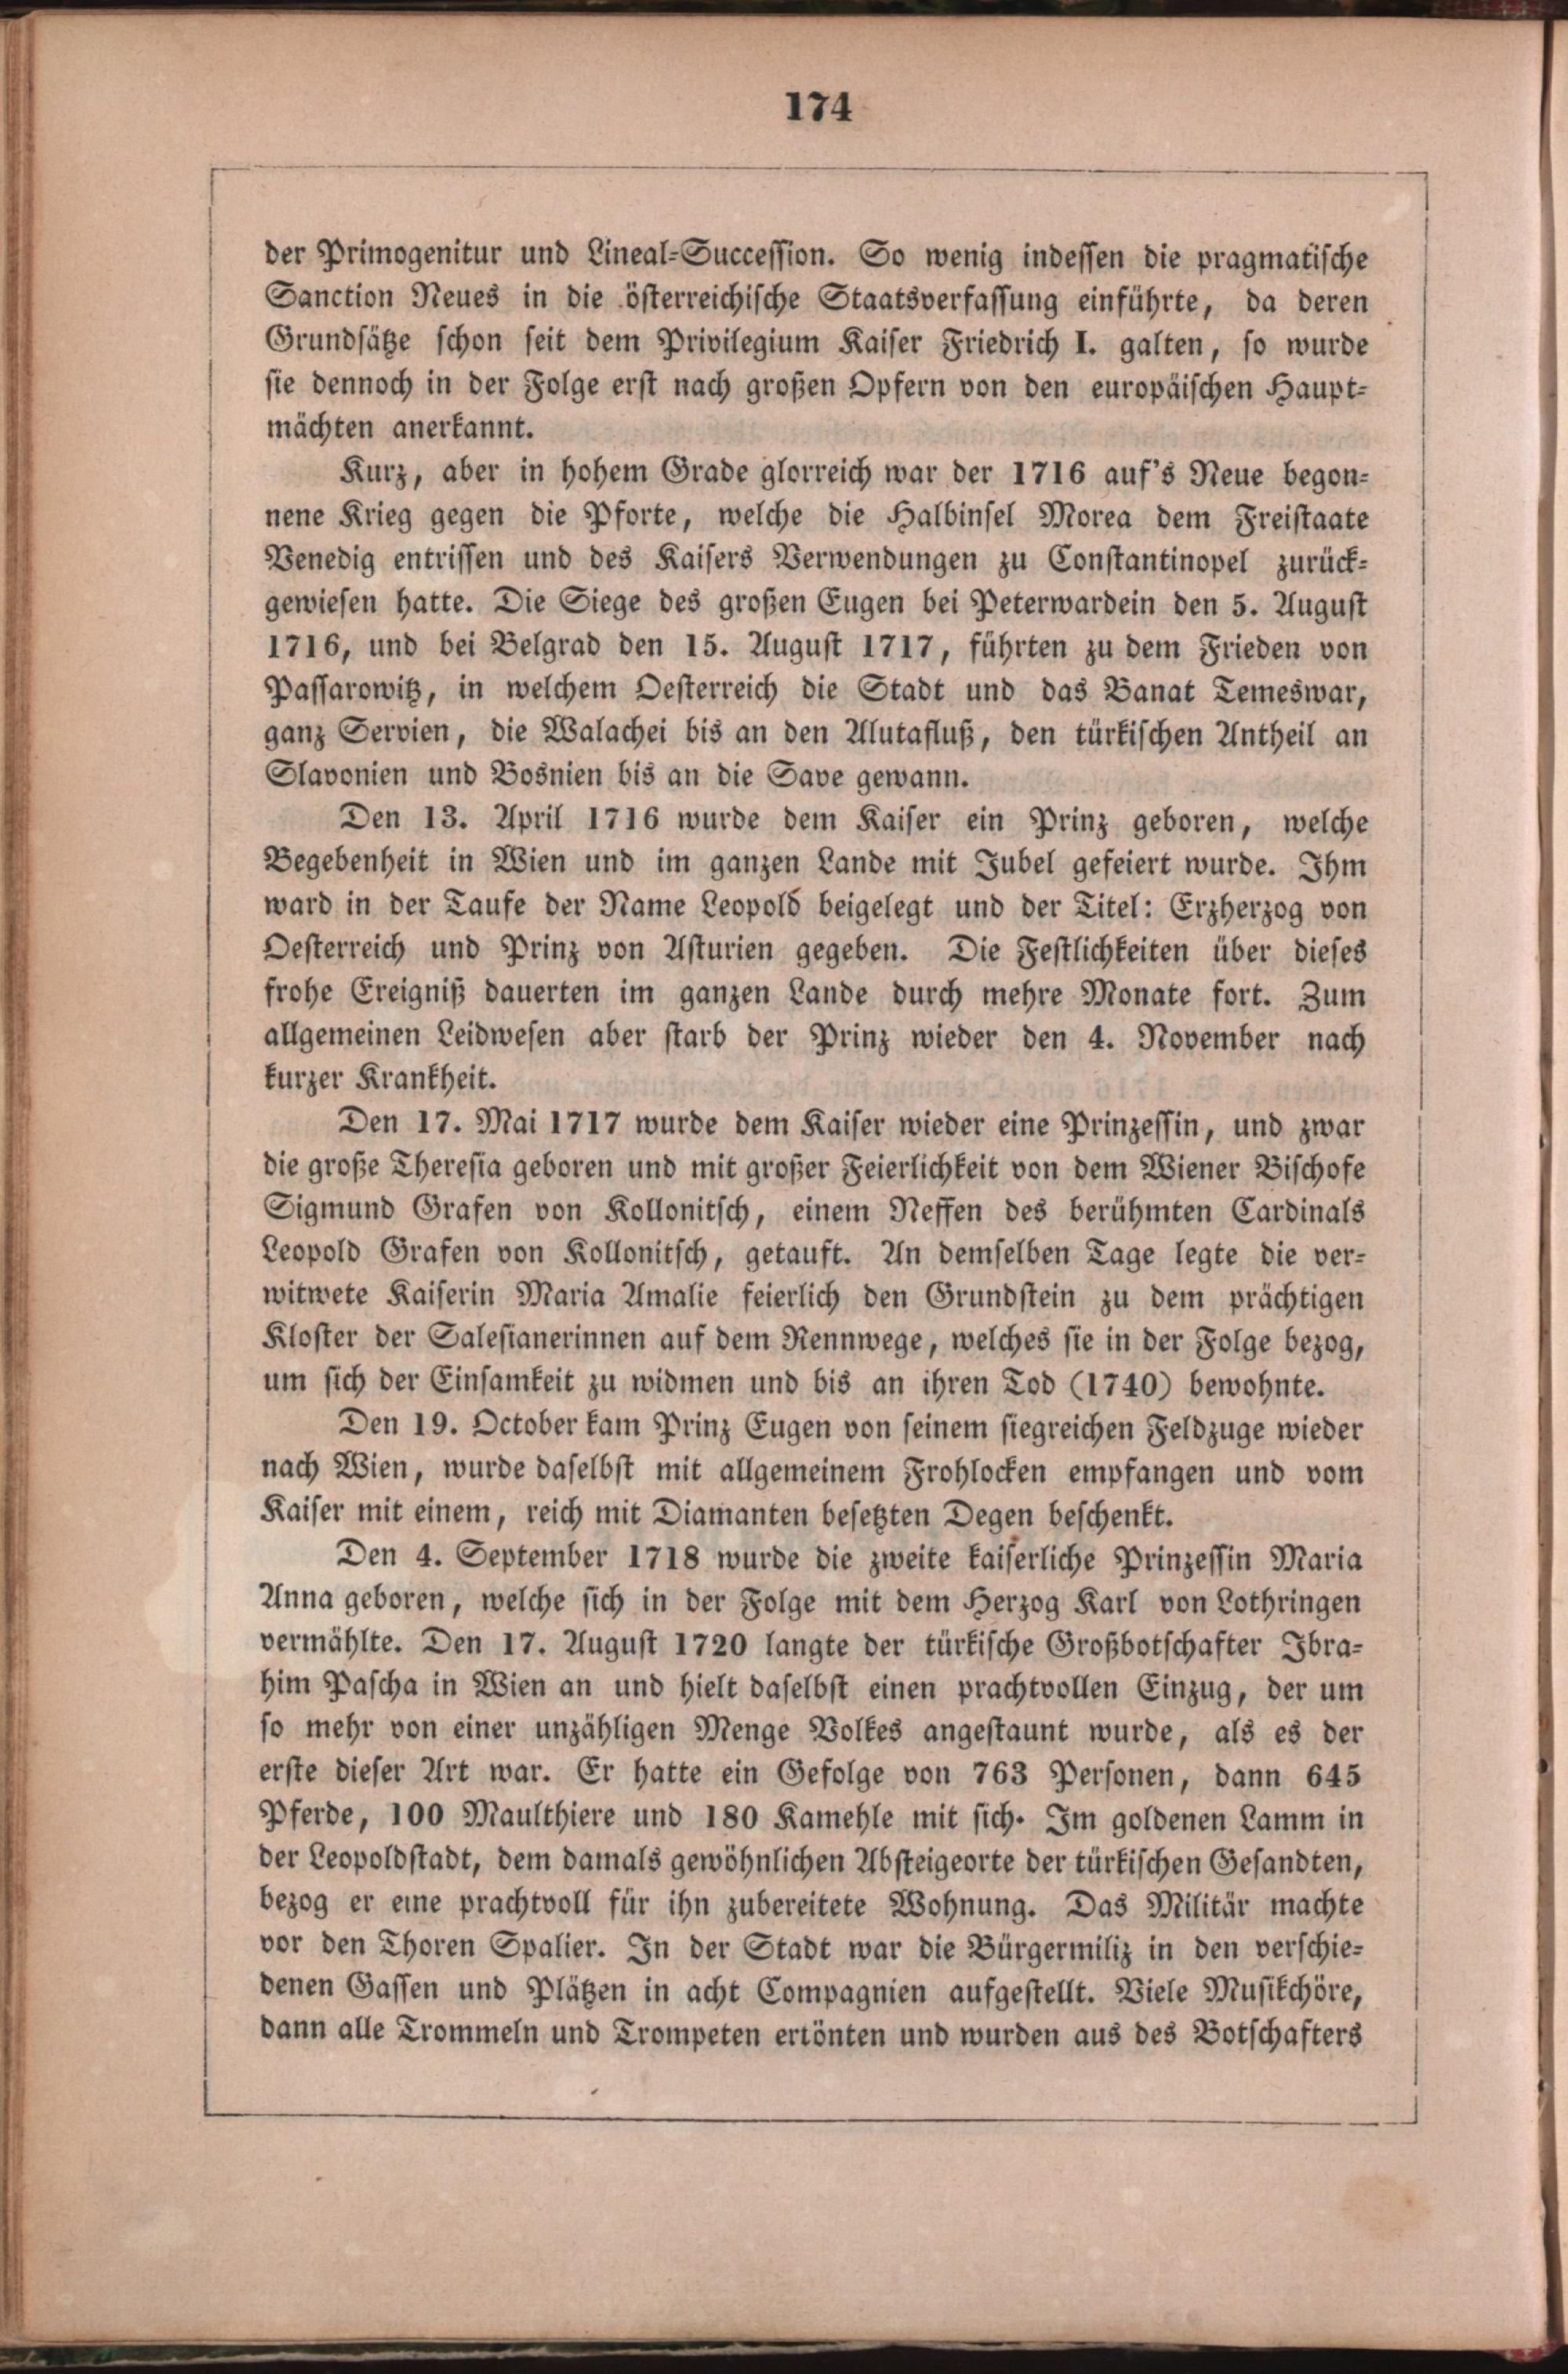 174
der Primogenitur und Lineal-Succession. So wenig indessen die pragmatische
Sanction Neues in die österreichische Staatsverfassung einführte, da deren
Grundsätze schon seit dem Privilegium Kaiser Friedrich I. galten, so wurde
sie dennoch in der Folge erst nach großen Opfern von den europäischen Haupt-
mächten anerkannt.
Kurz, aber in hohem Grade glorreich war der 1716 auf's Neue begon-
nene Krieg gegen die Pforte, welche die Halbinsel Morea dem Freistaate
Venedig entrissen und des Kaisers Verwendungen zu Constantinopel zurück-
gewiesen hatte. Die Siege des großen Eugen bei Peterwardein den 5. August
1716, und bei Belgrad den 15. August 1717, führten zu dem Frieden von
Passarowitz, in welchem Oesterreich die Stadt und das Banat Temeswar,
ganz Servien, die Walachei bis an den Alutafluß, den türkischen Antheil an
Slavonien und Bosnien bis an die Save gewann.
Den 13. April 1716 wurde dem Kaiser ein Prinz geboren, welche
Begebenheit in Wien und im ganzen Lande mit Jubel gefeiert wurde. Ihm
ward in der Taufe der Name Leopold beigelegt und der Titel: Erzherzog von
Oesterreich und Prinz von Asturien gegeben. Die Festlichkeiten über dieses
frohe Ereigniß dauerten im ganzen Lande durch mehre Monate fort. Zum
allgemeinen Leidwesen aber starb der Prinz wieder den 4. November nach
kurzer Krankheit.
Den 17. Mai 1717 wurde dem Kaiser wieder eine Prinzessin, und zwar
die große Theresia geboren und mit großer Feierlichkeit von dem Wiener Bischofe
Sigmund Grafen von Kollonitsch, einem Neffen des berühmten Cardinals
Leopold Grafen von Kollonitsch, getauft. An demselben Tage legte die ver-
witwete Kaiserin Maria Amalie feierlich den Grundstein zu dem prächtigen
Kloster der Salesianerinnen auf dem Rennwege, welches sie in der Folge bezog,
um sich der Einsamkeit zu widmen und bis an ihren Tod (1740) bewohnte.
Den 19. October kam Prinz Eugen von seinem siegreichen Feldzuge wieder
nach Wien, wurde daselbst mit allgemeinem Frohlocken empfangen und vom
Kaiser mit einem, reich mit Diamanten besetzten Degen beschenkt.
Den 4. September 1718 wurde die zweite kaiserliche Prinzessin Maria
Anna geboren, welche sich in der Folge mit dem Herzog Karl von Lothringen
vermählte. Den 17. August 1720 langte der türkische Großbotschafter Ibra-
him Pascha in Wien an und hielt daselbst einen prachtvollen Einzug, der um
so mehr von einer unzähligen Menge Volkes angestaunt wurde, als es der
erste dieser Art war. Er hatte ein Gefolge von 763 Personen, dann 645
Pferde, 100 Maulthiere und 180 Kamehle mit sich. Im goldenen Lamm in
der Leopoldstadt, dem damals gewöhnlichen Absteigeorte der türkischen Gesandten,
bezog er eine prachtvoll für ihn zubereitete Wohnung. Das Militär machte
vor den Thoren Spalier. In der Stadt war die Bürgermiliz in den verschie-
denen Gassen und Plätzen in acht Compagnien aufgestellt. Viele Musikchöre,
dann alle Trommeln und Trompeten ertönten und wurden aus des Botschafters